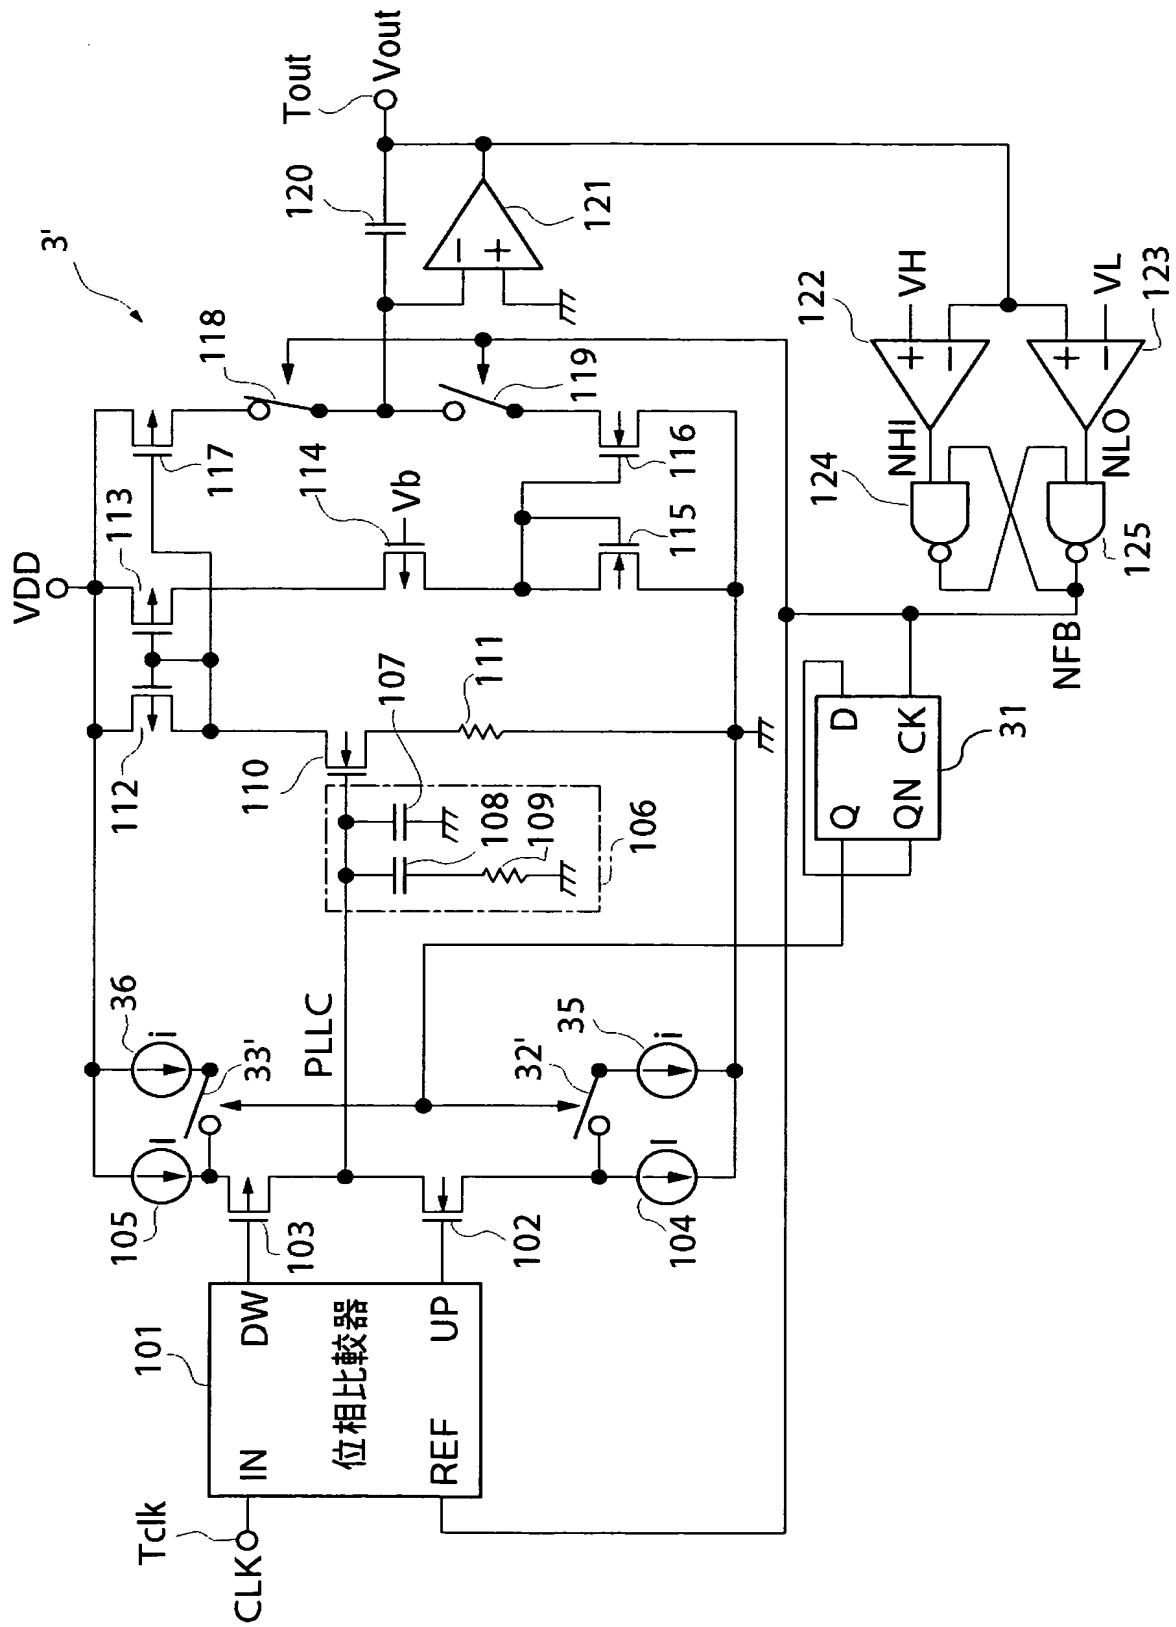 3'
Tclk
CLK
101
IN
DW
位相比較器
REF
UP
105
I
36
i
33'
103
PLLC
102
32'
35
i
104
I
VDD
112
113
117
118
110
107
108
109
106
111
114
Vb
115
116
119
120
121
−
+
Tout
Vout
122
VH
+
−
123
VL
+
−
NHI
NLO
124
125
NFB
31
D
Q
CK
QN